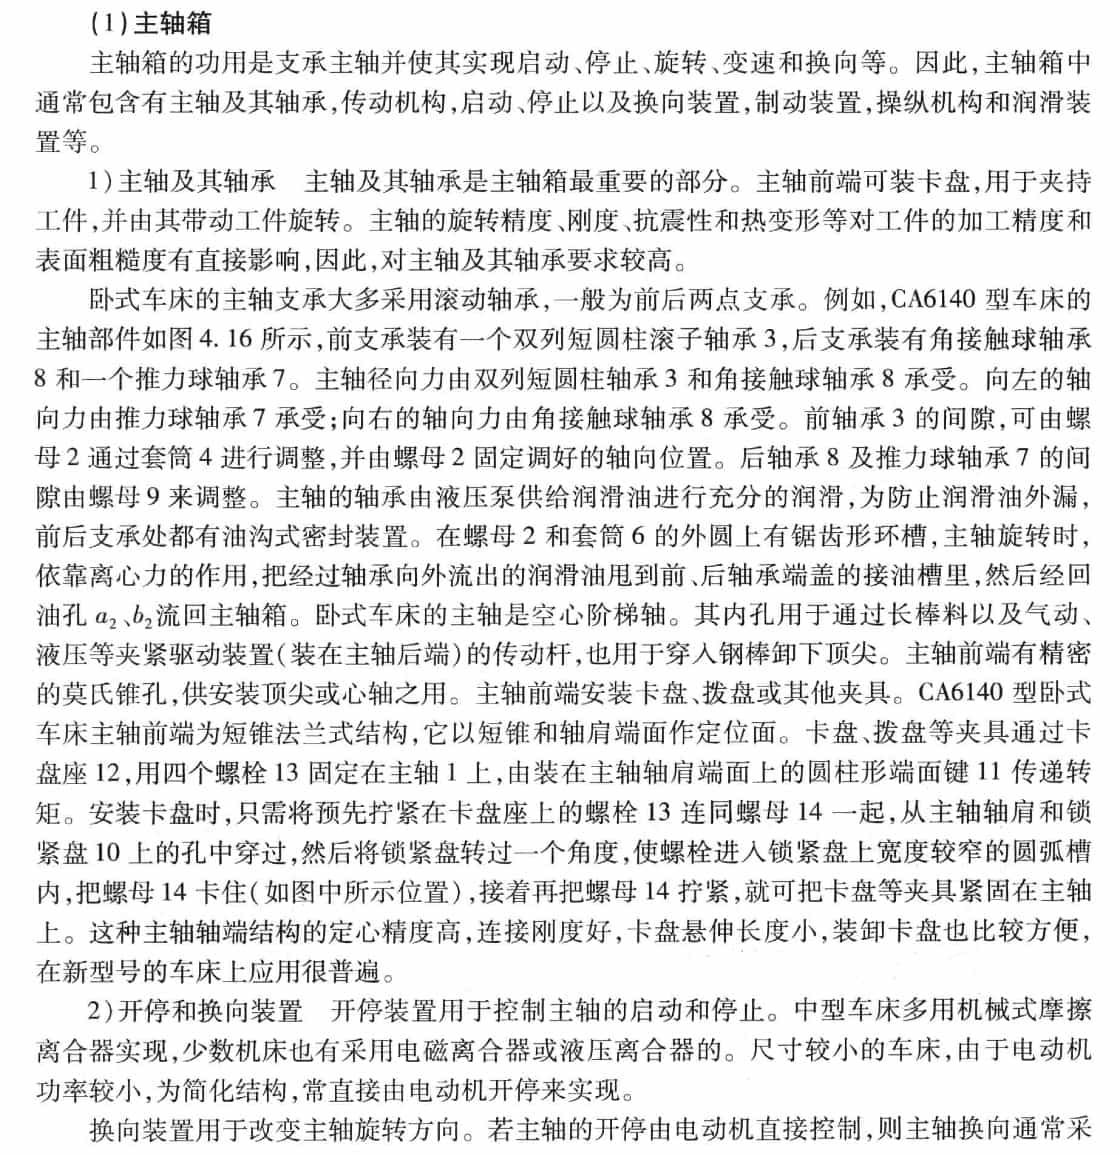 (1)主轴箱
主轴箱的功用是支承主轴并使其实现启动、停止、旋转、变速和换向等。因此,主轴箱中
通常包含有主轴及其轴承,传动机构,启动、停止以及换向装置,制动装置,操纵机构和润滑装
置等。
1)主轴及其轴承　主轴及其轴承是主轴箱最重要的部分。主轴前端可装卡盘,用于夹持
工件,并由其带动工件旋转。主轴的旋转精度、刚度、抗震性和热变形等对工件的加工精度和
表面粗糙度有直接影响,因此,对主轴及其轴承要求较高。
卧式车床的主轴支承大多采用滚动轴承,一般为前后两点支承。例如,CA6140 型车床的
主轴部件如图4.16 所示,前支承装有一个双列短圆柱滚子轴承3,后支承装有角接触球轴承
8 和一个推力球轴承7。主轴径向力由双列短圆柱轴承3 和角接触球轴承8 承受。向左的轴
向力由推力球轴承7 承受;向右的轴向力由角接触球轴承8 承受。前轴承3 的间隙,可由螺
母2 通过套筒4 进行调整,并由螺母2 固定调好的轴向位置。后轴承8 及推力球轴承7 的间
隙由螺母9 来调整。主轴的轴承由液压泵供给润滑油进行充分的润滑,为防止润滑油外漏,
前后支承处都有油沟式密封装置。在螺母2 和套筒6 的外圆上有锯齿形环槽,主轴旋转时,
依靠离心力的作用,把经过轴承向外流出的润滑油甩到前、后轴承端盖的接油槽里,然后经回
油孔 a₂、b₂流回主轴箱。卧式车床的主轴是空心阶梯轴。其内孔用于通过长棒料以及气动、
液压等夹紧驱动装置(装在主轴后端)的传动杆,也用于穿入钢棒卸下顶尖。主轴前端有精密
的莫氏锥孔,供安装顶尖或心轴之用。主轴前端安装卡盘、拨盘或其他夹具。CA6140 型卧式
车床主轴前端为短锥法兰式结构,它以短锥和轴肩端面作定位面。卡盘、拨盘等夹具通过卡
盘座12,用四个螺栓13 固定在主轴1 上,由装在主轴轴肩端面上的圆柱形端面键11 传递转
矩。安装卡盘时,只需将预先拧紧在卡盘座上的螺栓13 连同螺母14 一起,从主轴轴肩和锁
紧盘10 上的孔中穿过,然后将锁紧盘转过一个角度,使螺栓进入锁紧盘上宽度较窄的圆弧槽
内,把螺母14 卡住(如图中所示位置),接着再把螺母14 拧紧,就可把卡盘等夹具紧固在主轴
上。这种主轴轴端结构的定心精度高,连接刚度好,卡盘悬伸长度小,装卸卡盘也比较方便,
在新型号的车床上应用很普遍。
2)开停和换向装置　开停装置用于控制主轴的启动和停止。中型车床多用机械式摩擦
离合器实现,少数机床也有采用电磁离合器或液压离合器的。尺寸较小的车床,由于电动机
功率较小,为简化结构,常直接由电动机开停来实现。
换向装置用于改变主轴旋转方向。若主轴的开停由电动机直接控制,则主轴换向通常采